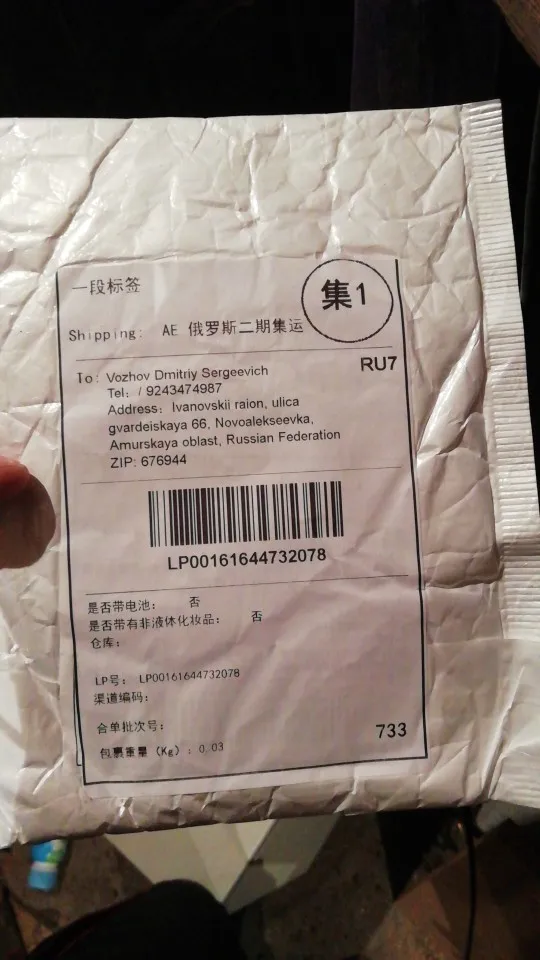 一段标签
集1
Shipping: AE 俄罗斯二期集运
RU7
To: Vozhov Dmitriy Sergeevich
Tel: / 9243474987
Address: Ivanovskii raion, ulica
gvardeiskaya 66, Novoalekseevka,
Amurskaya oblast, Russian Federation
ZIP: 676944
LP00161644732078
是否带电池: 否
是否带有非液体化妆品: 否
仓库:
LP号: LP00161644732078
渠道编码:
合单批次号:
733
包裹重量 (Kg) : 0.03